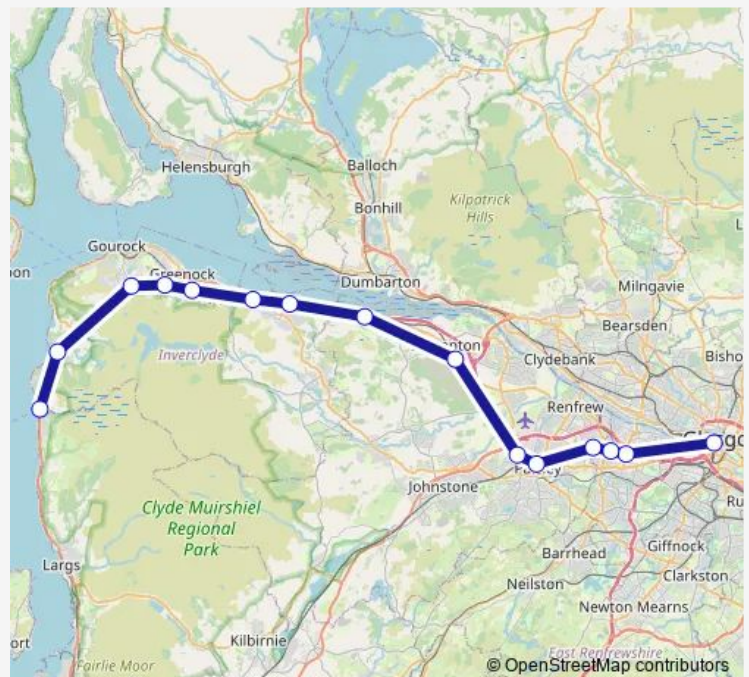 Helensburgh
Balloch
Bonhill
Kilpatrick
Hills
Gourock
Greenock
Dumbarton
Milngavie
Inverclyde
Bearsden
Clydebank
Renfrew
Johnstone
Clyde Muirshiel
Regional
Park
Barrhead
Giffnock
Largs
Neilston
Clarkston
Newton Mearns
Kilbirnie
East Renfrewshire
Fairlie Moor
© OpenStreetMap contributors